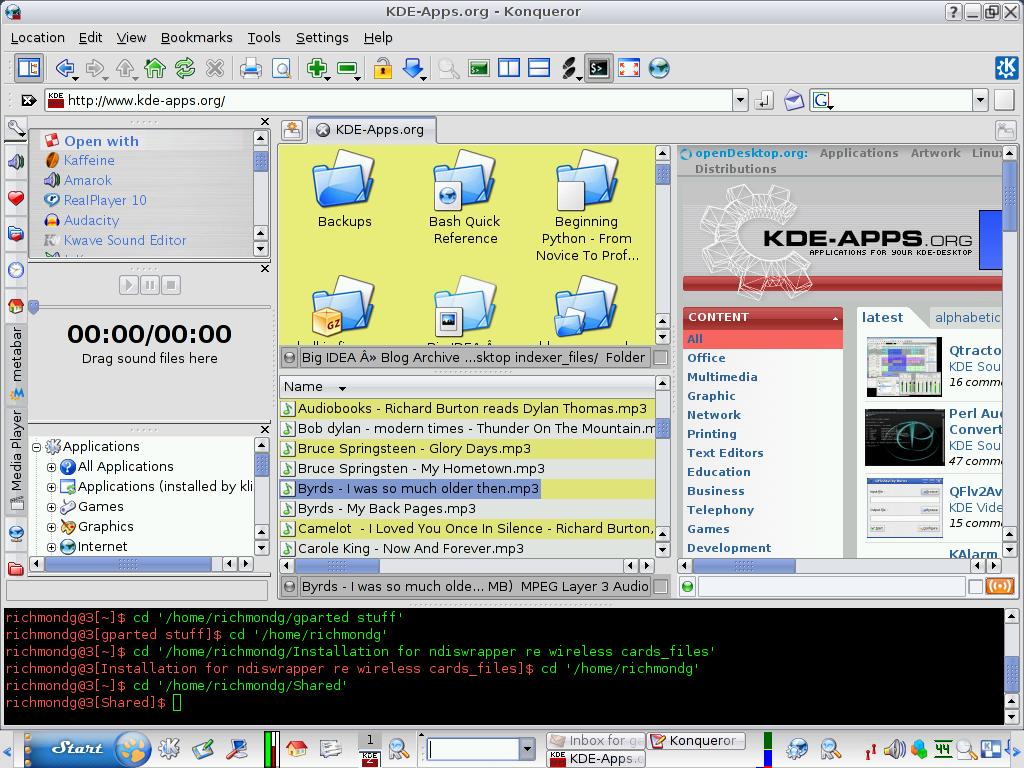 KDE-Apps.org - Konqueror
Location Edit View Bookmarks Tools Settings Help
http://www.kde-apps.org/
KDE-Apps.org
Open with
Kaffeine
Amarok
RealPlayer 10
Audacity
Kwave Sound Editor
00:00/00:00
Drag sound files here
metabar
Media Player
Applications
All Applications
Applications (installed by kli
Games
Graphics
Internet
Backups
Bash Quick Reference
Beginning Python - From Novice To Prof...
GZ
Big IDEA Â» Blog Archive ...sktop indexer_files/ Folder
Name
Audiobooks - Richard Burton reads Dylan Thomas.mp3
Bob dylan - modern times - Thunder On The Mountain.m
Bruce Springsteen - Glory Days.mp3
Bruce Springsten - My Hometown.mp3
Byrds - I was so much older then.mp3
Byrds - My Back Pages.mp3
Camelot - I Loved You Once In Silence - Richard Burton,
Carole King - Now And Forever.mp3
Byrds - I was so much olde... MB) MPEG Layer 3 Audio
openDesktop.org: Applications Artwork Linux
Distributions
KDE-APPS.ORG
APPLICATIONS FOR YOUR KDE-DESKTOP
CONTENT
All
Office
Multimedia
Graphic
Network
Printing
Text Editors
Education
Business
Telephony
Games
Development
latest alphabetic
Qtracto
KDE Sou
16 comm
Perl Aud
Convert
KDE Sou
47 comm
QFlv2Av
KDE Vide
15 comm
KAlarm
richmondg@3[~]$ cd '/home/richmondg/gparted stuff'
richmondg@3[gparted stuff]$ cd '/home/richmondg'
richmondg@3[~]$ cd '/home/richmondg/Installation for ndiswrapper re wireless cards_files'
richmondg@3[Installation for ndiswrapper re wireless cards_files]$ cd '/home/richmondg'
richmondg@3[~]$ cd '/home/richmondg/Shared'
richmondg@3[Shared]$
Start
1
Inbox for ga
Konqueror
KDE-Apps.c
44